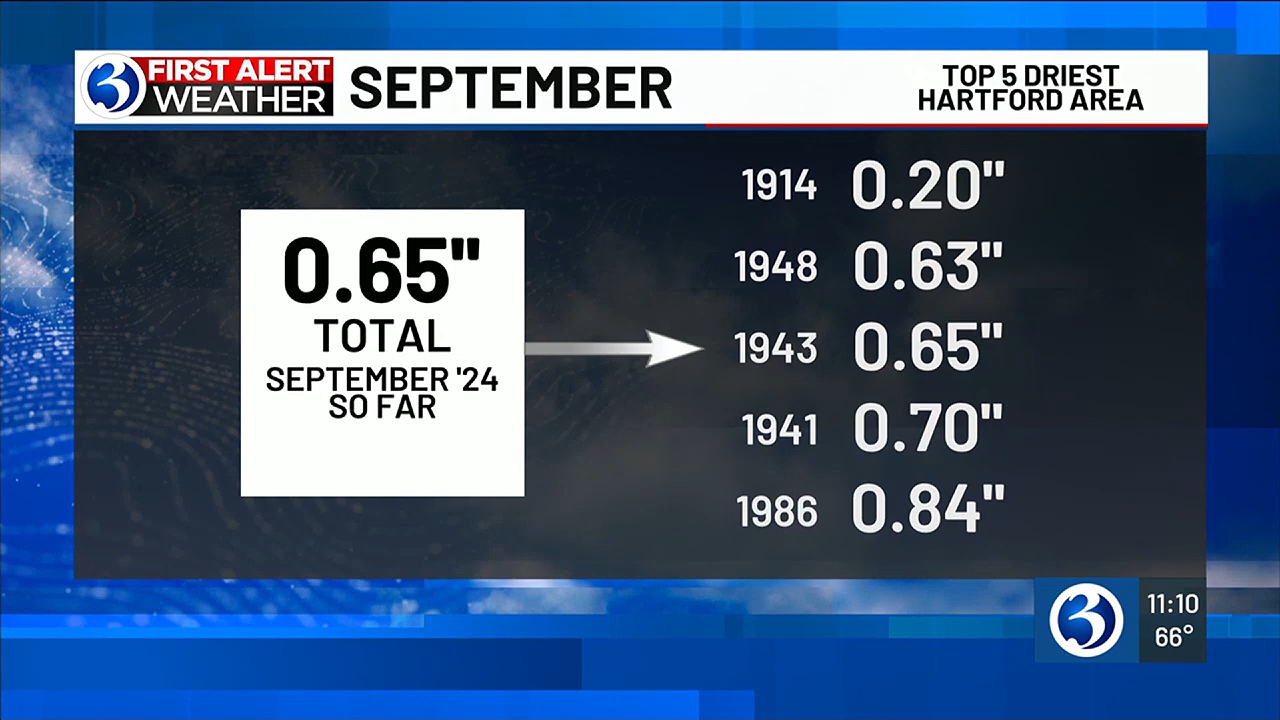 3 FIRST ALERT
WEATHER
SEPTEMBER
TOP 5 DRIEST
HARTFORD AREA
0.65"
TOTAL
SEPTEMBER '24
SO FAR
1914 0.20"
1948 0.63"
1943 0.65"
1941 0.70"
1986 0.84"
3
11:10
66°